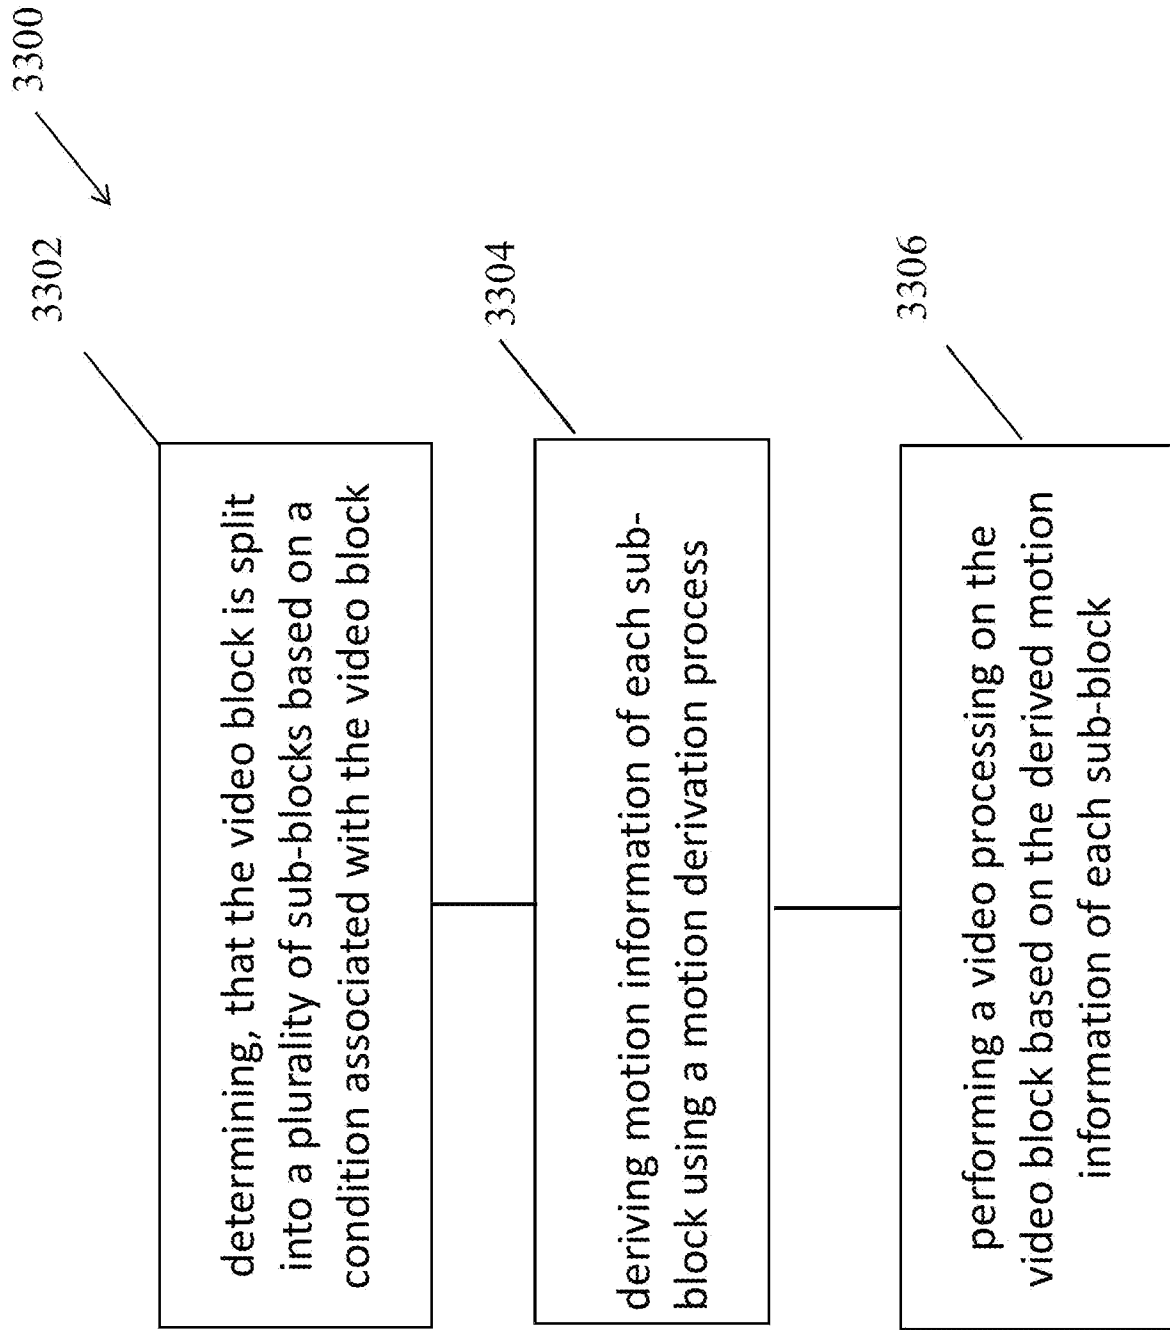 3300
3302
determining, that the video block is split
into a plurality of sub-blocks based on a
condition associated with the video block
3304
deriving motion information of each sub-
block using a motion derivation process
3306
performing a video processing on the
video block based on the derived motion
information of each sub-block